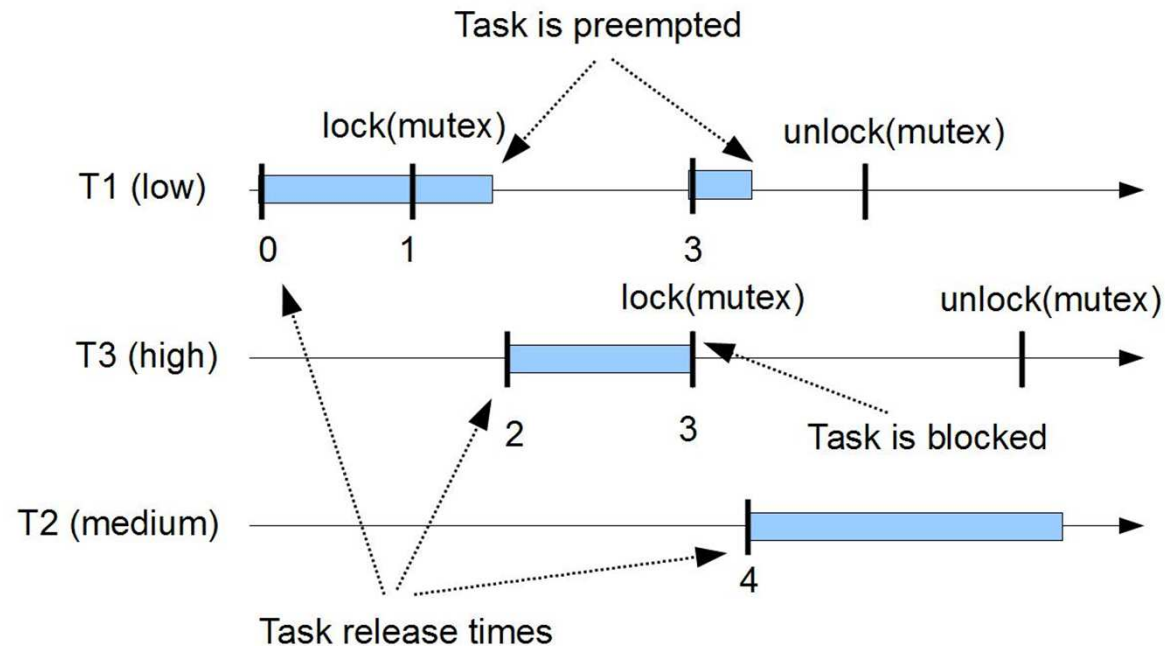 Task is preempted
lock(mutex)
unlock(mutex)
T1 (low)
0
1
3
lock(mutex)
unlock(mutex)
T3 (high)
2
3
Task is blocked
T2 (medium)
4
Task release times